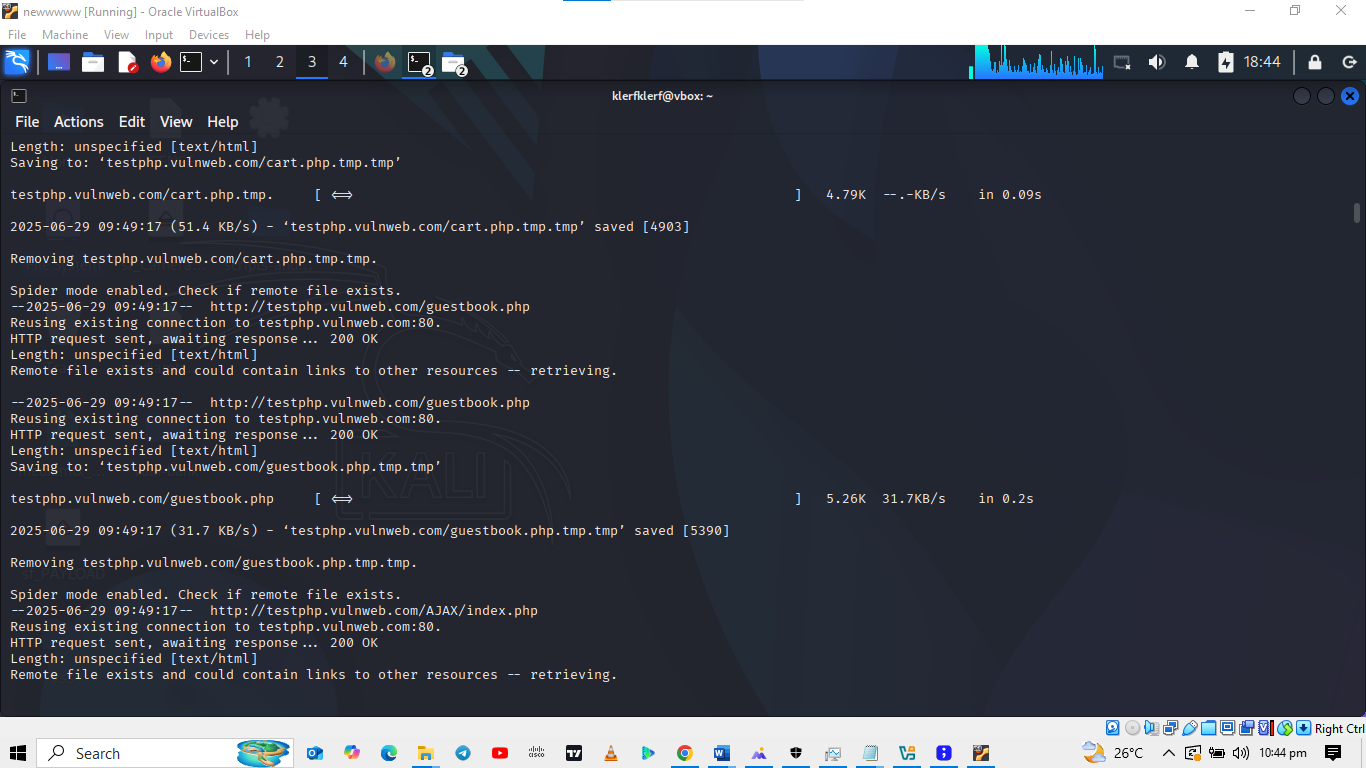 newwwww [Running] - Oracle VirtualBox
File Machine View Input Devices Help
1 2 3 4 2 2 18:44
klerfklerf@vbox: ~
File Actions Edit View Help
Length: unspecified [text/html]
Saving to: ‘testphp.vulnweb.com/cart.php.tmp.tmp’
testphp.vulnweb.com/cart.php.tmp. [ <=> ] 4.79K --.-KB/s in 0.09s
2025-06-29 09:49:17 (51.4 KB/s) - ‘testphp.vulnweb.com/cart.php.tmp.tmp’ saved [4903]
Removing testphp.vulnweb.com/cart.php.tmp.tmp.
Spider mode enabled. Check if remote file exists.
--2025-06-29 09:49:17-- http://testphp.vulnweb.com/guestbook.php
Reusing existing connection to testphp.vulnweb.com:80.
HTTP request sent, awaiting response... 200 OK
Length: unspecified [text/html]
Remote file exists and could contain links to other resources -- retrieving.
--2025-06-29 09:49:17-- http://testphp.vulnweb.com/guestbook.php
Reusing existing connection to testphp.vulnweb.com:80.
HTTP request sent, awaiting response... 200 OK
Length: unspecified [text/html]
Saving to: ‘testphp.vulnweb.com/guestbook.php.tmp.tmp’
KALI
testphp.vulnweb.com/guestbook.php [ <=> ] 5.26K 31.7KB/s in 0.2s
2025-06-29 09:49:17 (31.7 KB/s) - ‘testphp.vulnweb.com/guestbook.php.tmp.tmp’ saved [5390]
Removing testphp.vulnweb.com/guestbook.php.tmp.tmp.
Spider mode enabled. Check if remote file exists.
--2025-06-29 09:49:17-- http://testphp.vulnweb.com/AJAX/index.php
Reusing existing connection to testphp.vulnweb.com:80.
HTTP request sent, awaiting response... 200 OK
Length: unspecified [text/html]
Remote file exists and could contain links to other resources -- retrieving.
Right Ctrl
Search 26°C 10:44 pm